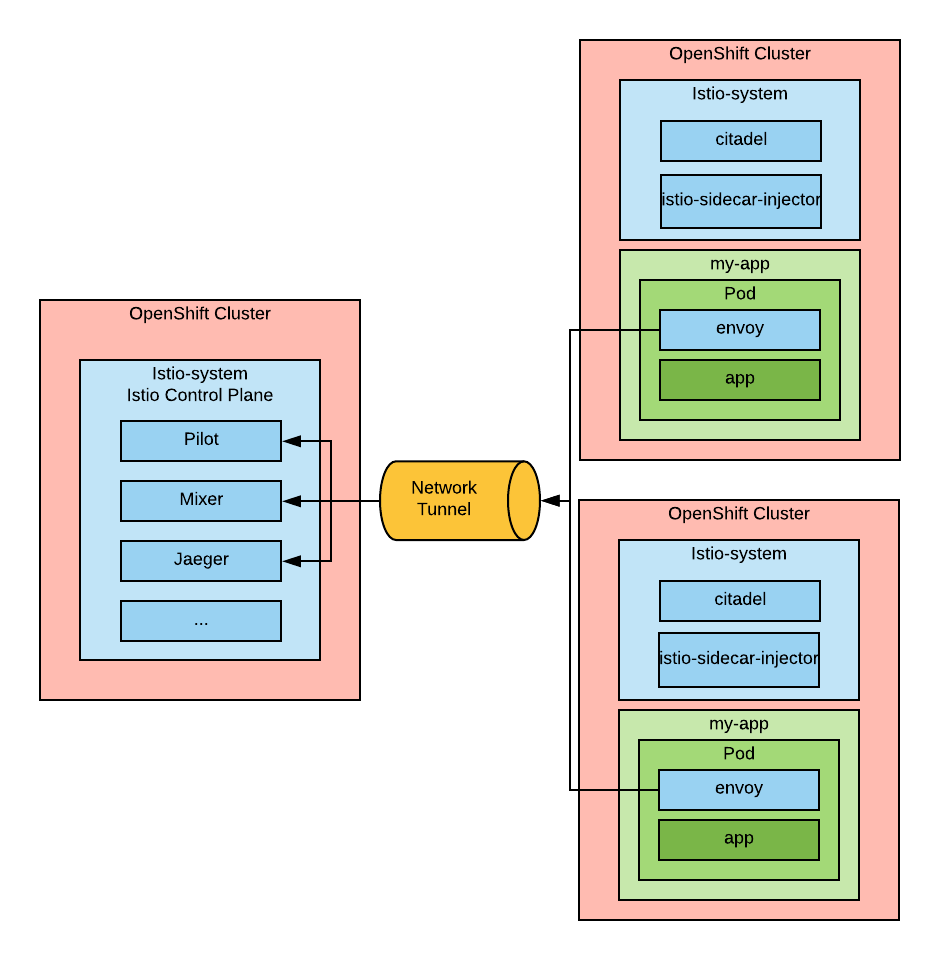 OpenShift Cluster
Istio-system
Istio Control Plane
Pilot
Mixer
Jaeger
...
Network
Tunnel
OpenShift Cluster
Istio-system
citadel
istio-sidecar-injector
my-app
Pod
envoy
app
OpenShift Cluster
Istio-system
citadel
istio-sidecar-injector
my-app
Pod
envoy
app